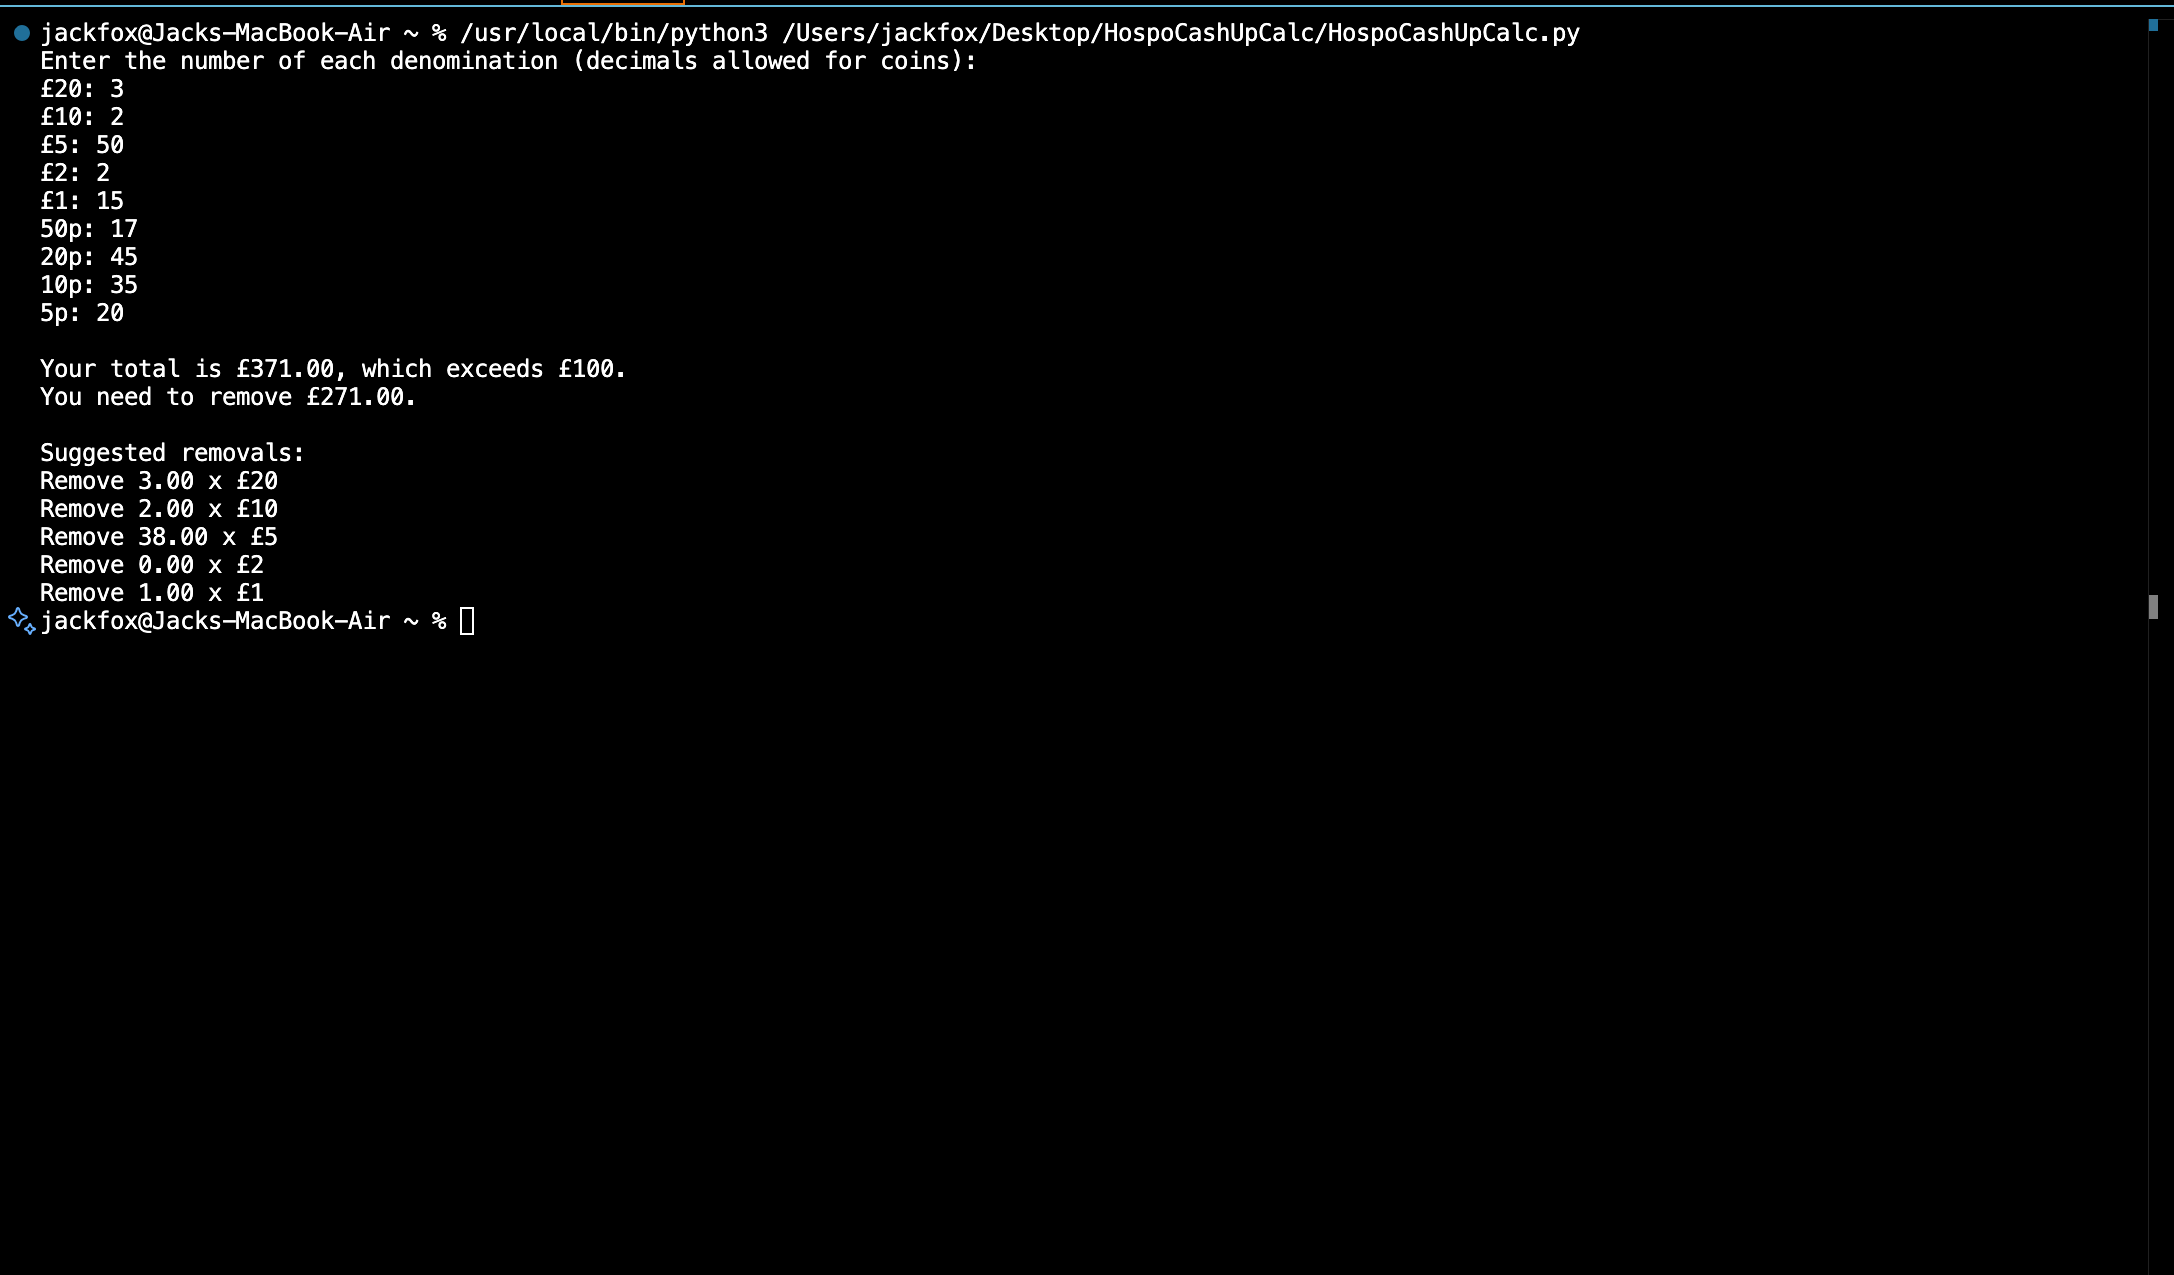 jackfox@Jacks-MacBook-Air ~ % /usr/local/bin/python3 /Users/jackfox/Desktop/HospoCashUpCalc/HospoCashUpCalc.py
Enter the number of each denomination (decimals allowed for coins):
£20: 3
£10: 2
£5: 50
£2: 2
£1: 15
50p: 17
20p: 45
10p: 35
5p: 20

Your total is £371.00, which exceeds £100.
You need to remove £271.00.

Suggested removals:
Remove 3.00 x £20
Remove 2.00 x £10
Remove 38.00 x £5
Remove 0.00 x £2
Remove 1.00 x £1
jackfox@Jacks-MacBook-Air ~ %